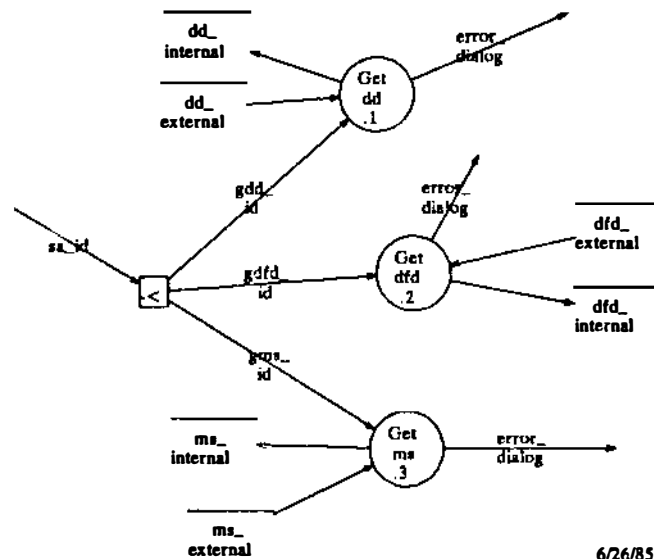 dd_
internal
error_
dialog
Get
dd
.1
dd_
external
gdd_
id
error_
dialog
dfd_
external
sa_id
<
gdfd_
id
Get
dfd
.2
dfd_
internal
gms_
id
ms_
internal
Get
ms
.3
error_
dialog
ms_
external
6/26/85